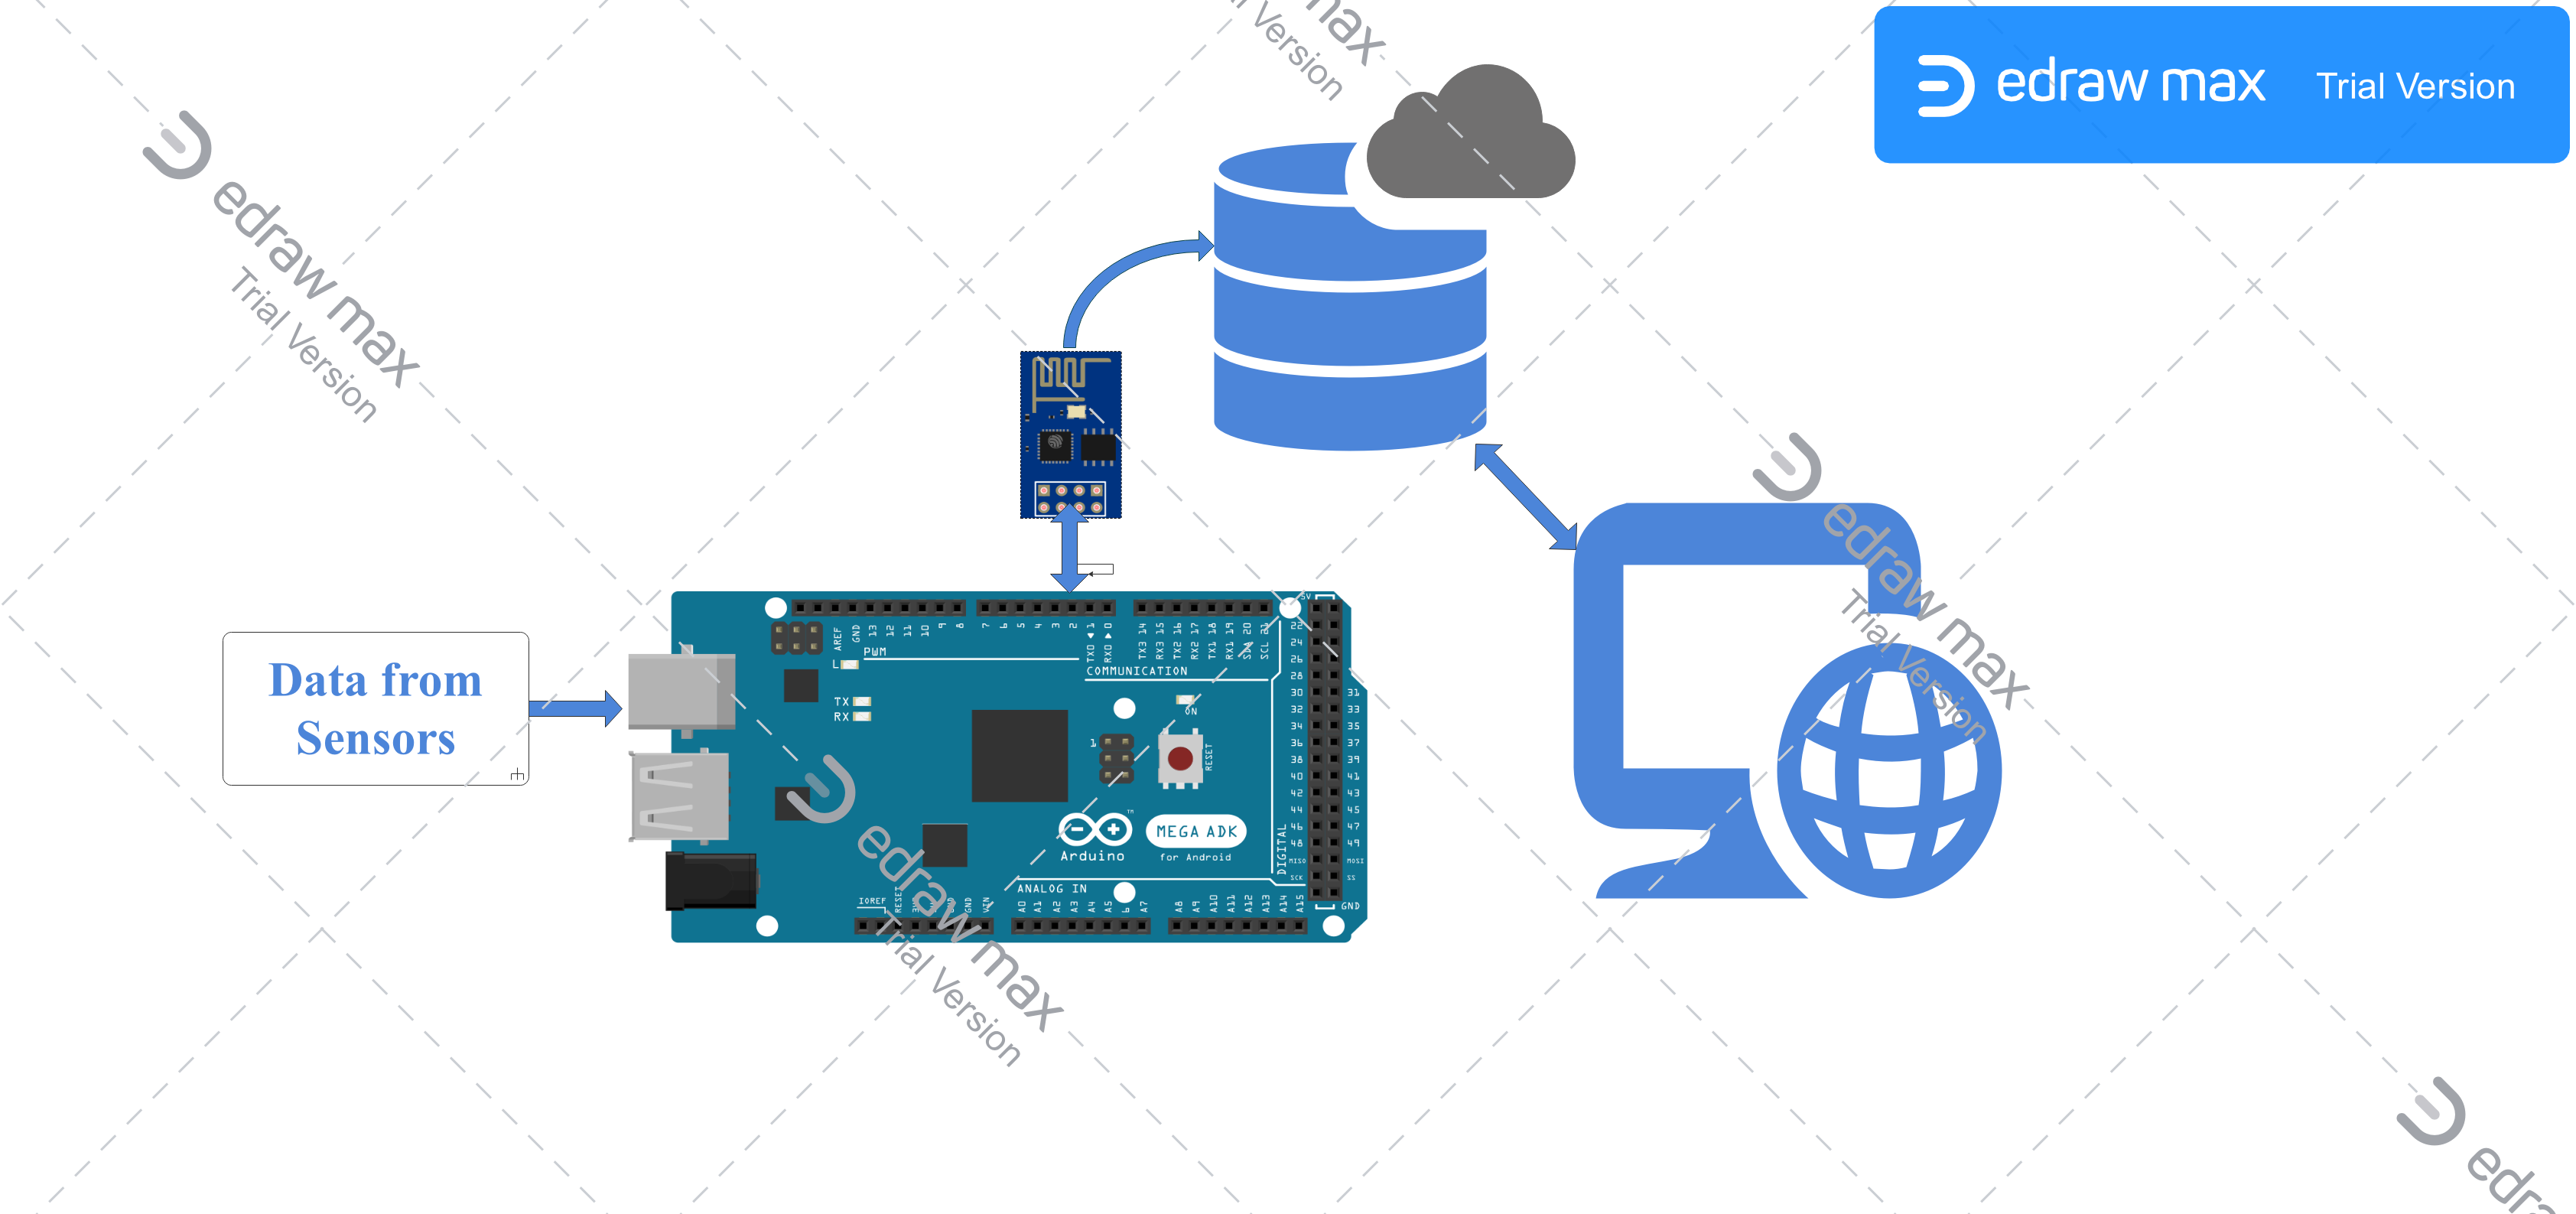 edraw max
Trial Version
edraw max Trial Version
edraw max
Trial Version
Data from
Sensors
AREF
GND
13
12
11
10
9
8
7
6
5
4
3
2
TX0 1
RX0 0
TX3 14
RX3 15
TX2 16
RX2 17
TX1 18
RX1 19
SDA 20
SCL 21
5V
L
PWM
COMMUNICATION
TX
RX
ON
1
RESET
22
24
26
28
30 31
32 33
34 35
36 37
38 39
40 41
42 43
44 45
46 47
48 49
MISO MOSI
SCK SS
DIGITAL
GND
Arduino
TM
MEGA ADK
for Android
ANALOG IN
IOREF
RESET
GND
VIN
A0
A1
A2
A3
A4
A5
A7
A8
A9
A10
A11
A12
A13
A14
A15
edraw max
Trial Version
edraw max
Trial Version